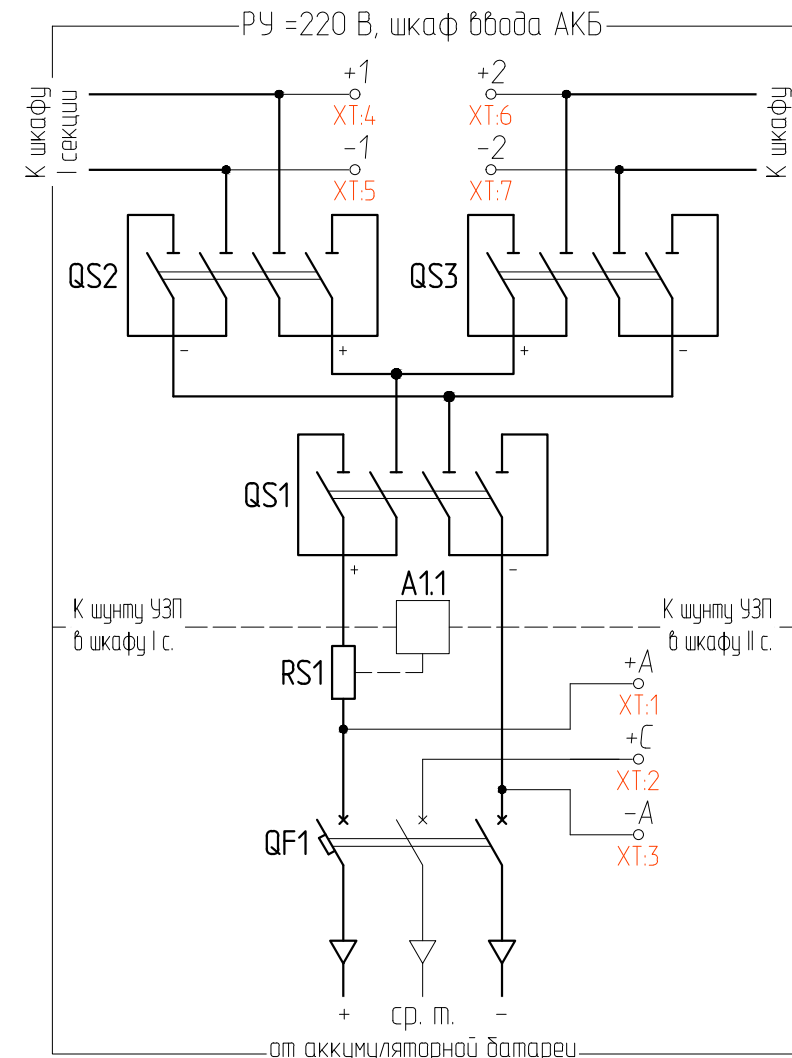 РУ =220 В, шкаф ввода АКБ
К шкафу
I секции
+1
ХТ:4
-1
ХТ:5
+2
ХТ:6
-2
ХТ:7
К шкафу
QS2
QS3
-
+
+
-
QS1
+
-
К шунту УЗП
в шкафу I с.
А1.1
К шунту УЗП
в шкафу II с.
RS1
+А
ХТ:1
+С
ХТ:2
-А
ХТ:3
QF1
+
ср. т.
-
от аккумуляторной батареи